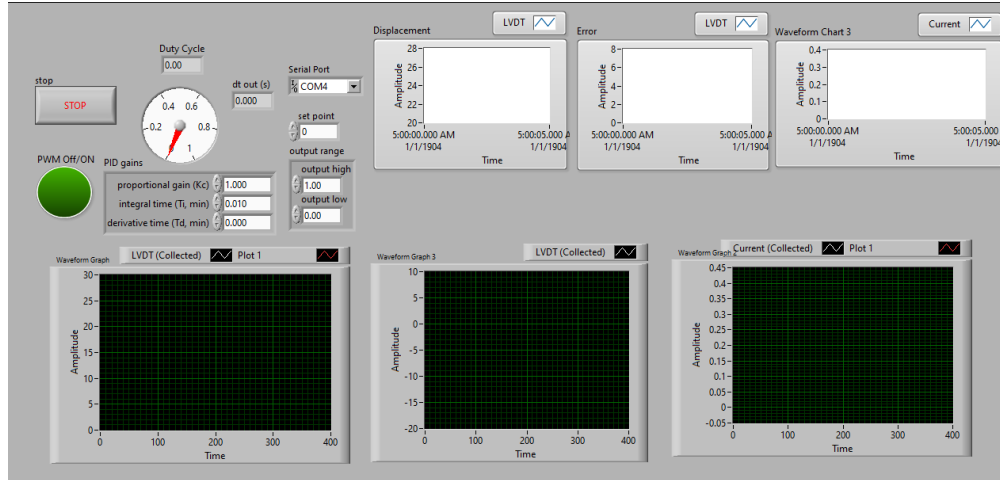 stop
STOP
PWM Off/ON
Duty Cycle
0.00
0 0.2 0.4 0.6 0.8 1
dt out (s)
0.000
Serial Port
COM4
set point
0
output range
output high
1.00
output low
0.00
PID gains
proportional gain (Kc) 1.000
integral time (Ti, min) 0.010
derivative time (Td, min) 0.000
Displacement
LVDT
Amplitude
28
26
24
22
20
5:00:00.000 AM
1/1/1904
5:00:05.000 A
1/1/1904
Time
Error
LVDT
Amplitude
8
6
4
2
0
5:00:00.000 AM
1/1/1904
5:00:05.000 A
1/1/1904
Time
Waveform Chart 3
Current
Amplitude
0.4
0.3
0.2
0.1
0
5:00:00.000 AM
1/1/1904
5:00:05.000
1/1/1904
Time
Waveform Graph
LVDT (Collected) Plot 1
Amplitude
30
25
20
15
10
5
0
0 100 200 300 400
Time
Waveform Graph 3
LVDT (Collected)
Amplitude
10
5
0
-5
-10
-15
-20
0 100 200 300 400
Time
Waveform Graph 2
Current (Collected) Plot 1
Amplitude
0.45
0.4
0.35
0.3
0.25
0.2
0.15
0.1
0.05
0
-0.05
0 100 200 300 400
Time